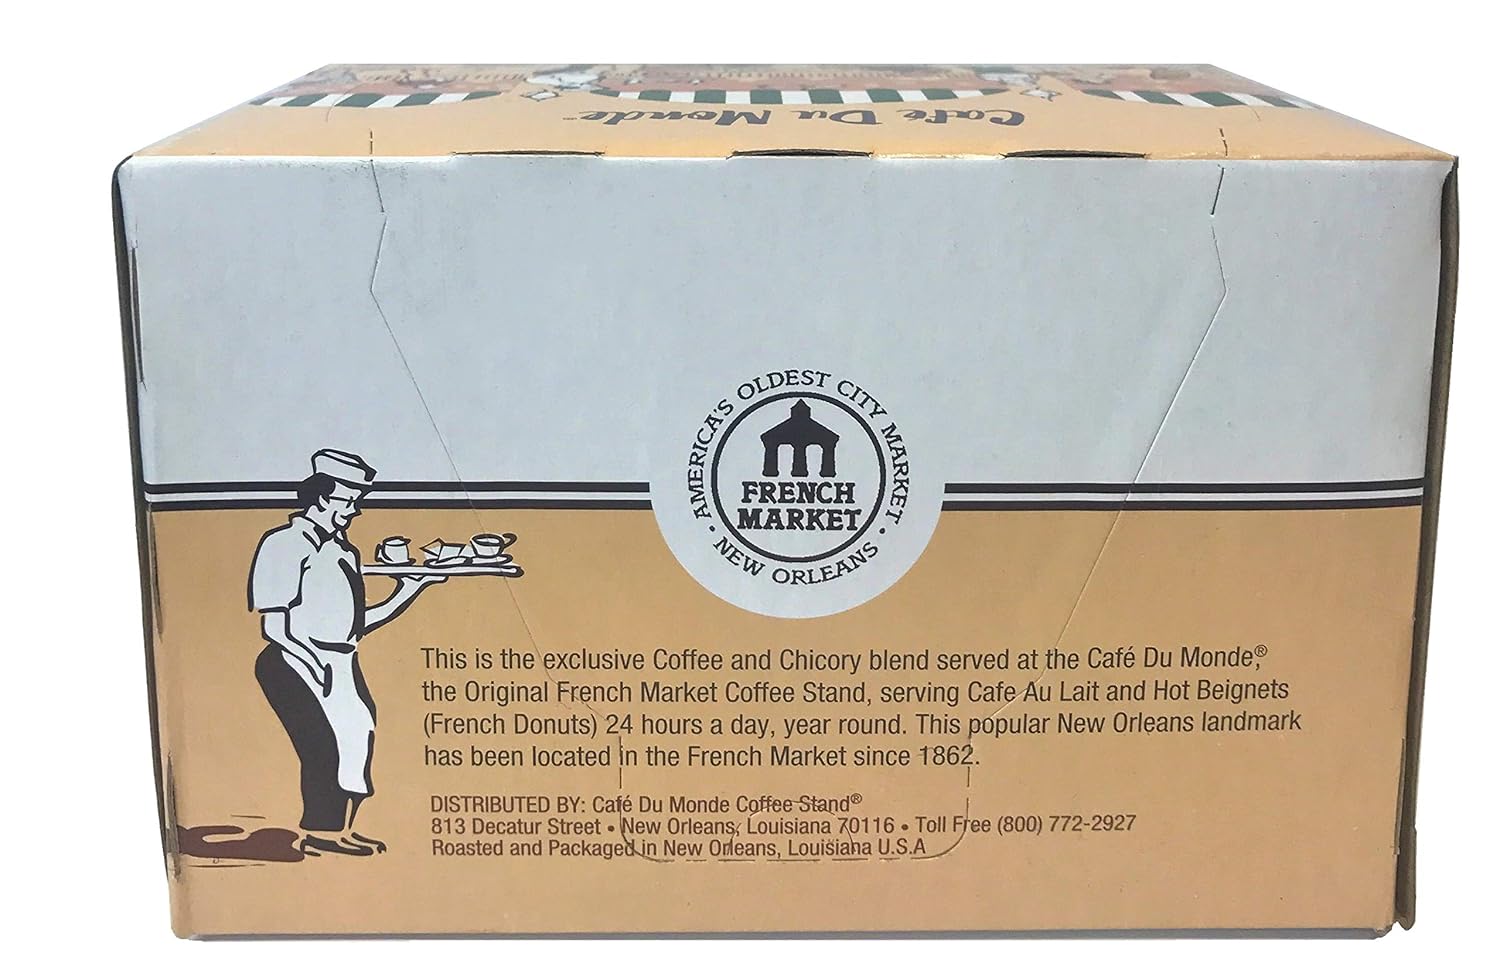 Café Du Monde™
AMERICA'S OLDEST CITY MARKET
FRENCH
MARKET
• NEW ORLEANS •
This is the exclusive Coffee and Chicory blend served at the Café Du Monde®,
the Original French Market Coffee Stand, serving Cafe Au Lait and Hot Beignets
(French Donuts) 24 hours a day, year round. This popular New Orleans landmark
has been located in the French Market since 1862.
DISTRIBUTED BY: Café Du Monde Coffee Stand®
813 Decatur Street • New Orleans, Louisiana 70116 • Toll Free (800) 772-2927
Roasted and Packaged in New Orleans, Louisiana U.S.A